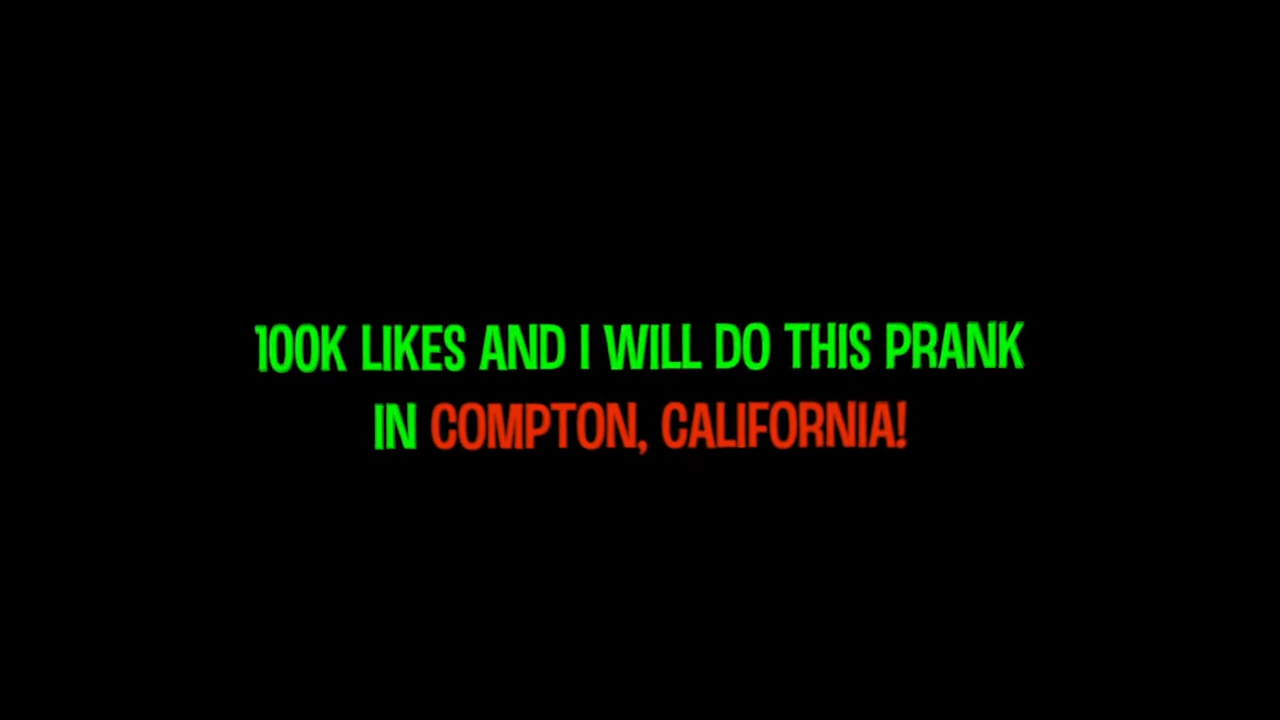 100K LIKES AND I WILL DO THIS PRANK
IN COMPTON, CALIFORNIA!